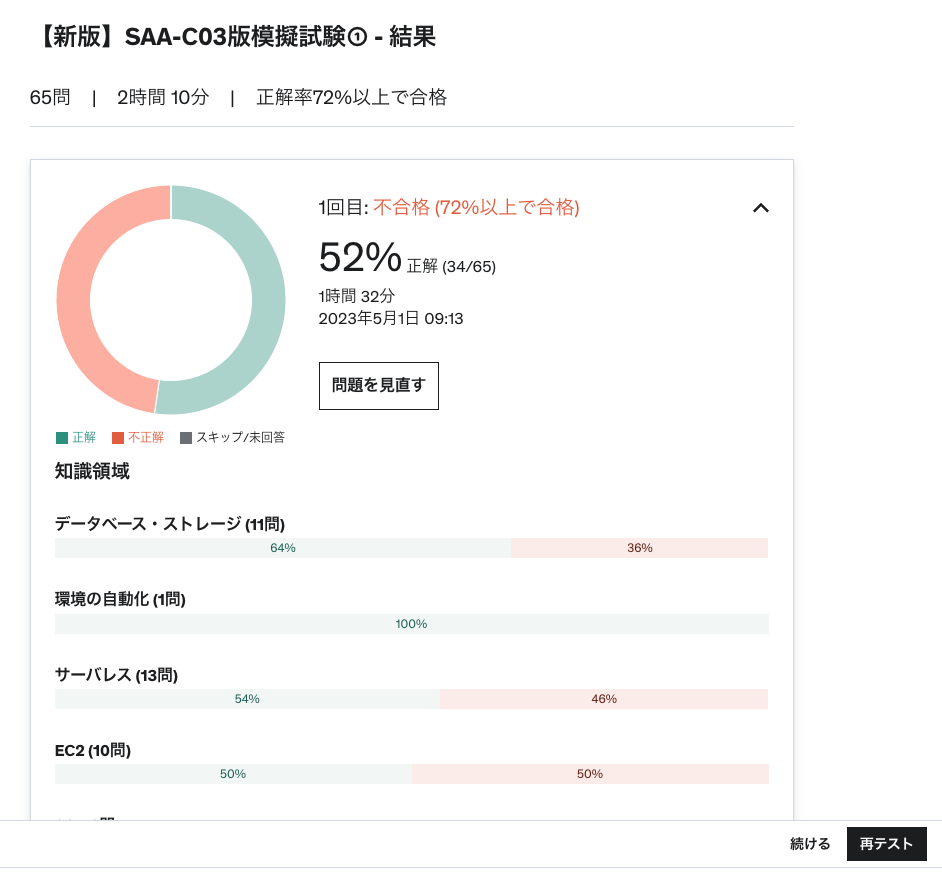 【新版】SAA-C03版模擬試験① - 結果
65問 | 2時間 10分 | 正解率72%以上で合格
1回目: 不合格 (72%以上で合格)
52% 正解 (34/65)
1時間 32分
2023年5月1日 09:13
問題を見直す
正解 不正解 スキップ/未回答
知識領域
データベース・ストレージ (11問)
64% 36%
環境の自動化 (1問)
100%
サーバレス (13問)
54% 46%
EC2 (10問)
50% 50%
続ける 再テスト